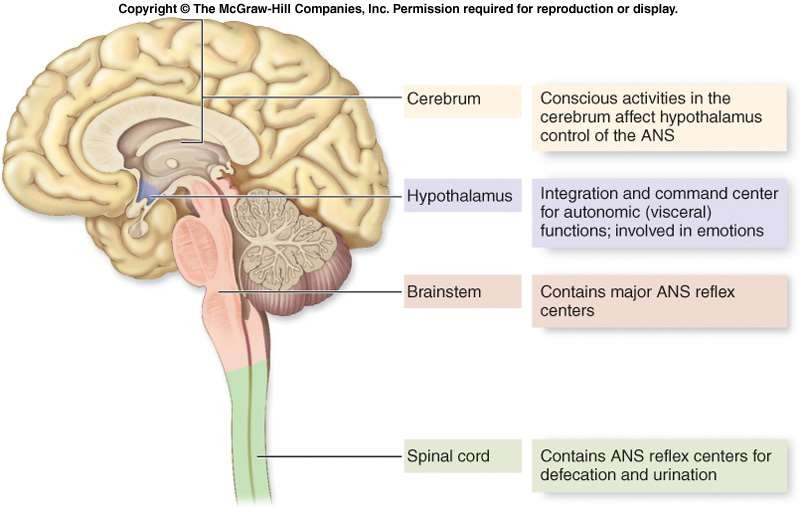 Copyright © The McGraw-Hill Companies, Inc. Permission required for reproduction or display.
Cerebrum
Conscious activities in the
cerebrum affect hypothalamus
control of the ANS
Hypothalamus
Integration and command center
for autonomic (visceral)
functions; involved in emotions
Brainstem
Contains major ANS reflex
centers
Spinal cord
Contains ANS reflex centers for
defecation and urination